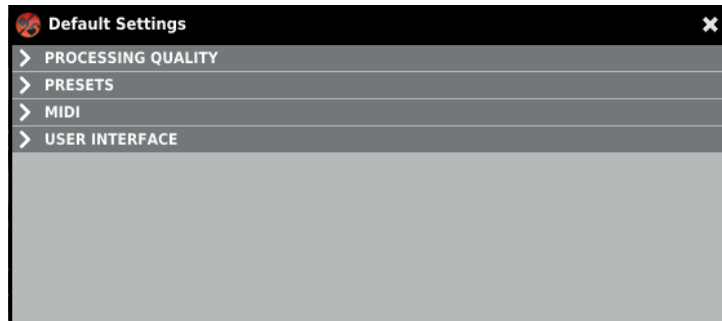 Default Settings
PROCESSING QUALITY
PRESETS
MIDI
USER INTERFACE